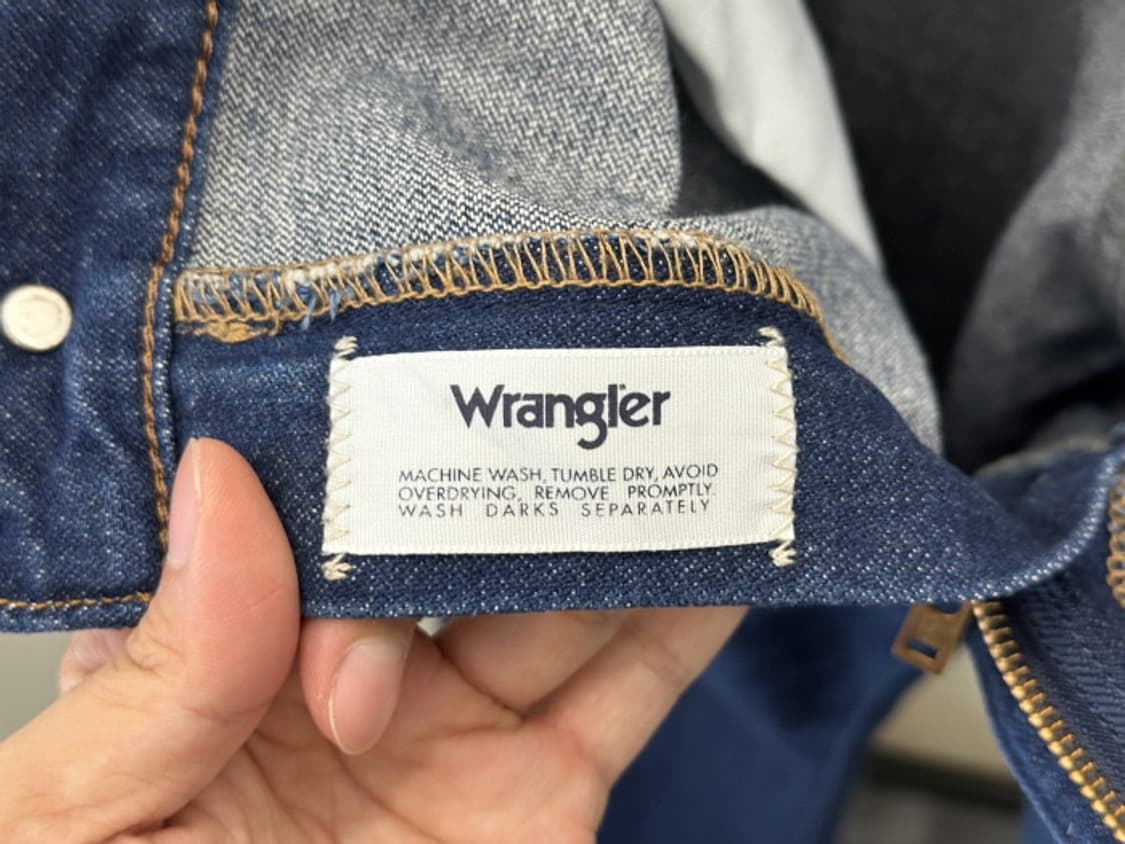 Wrangler
MACHINE WASH, TUMBLE DRY, AVOID
OVERDRYING, REMOVE PROMPTLY.
WASH DARKS SEPARATELY